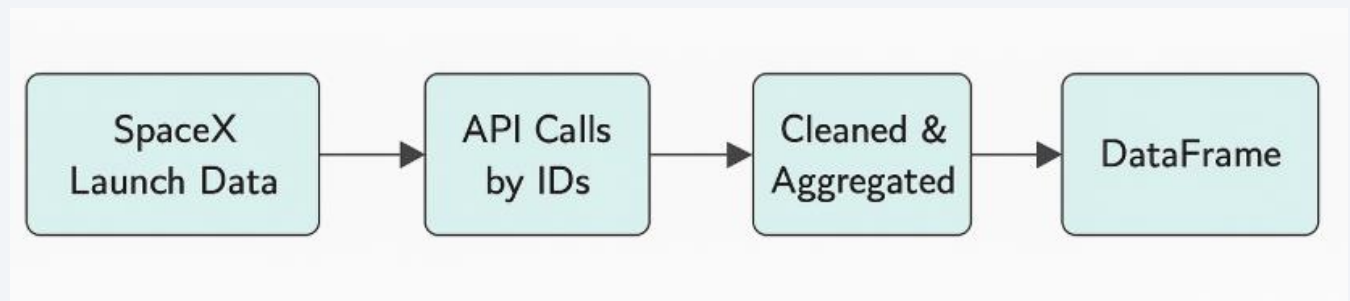 SpaceX
Launch Data
API Calls
by IDs
Cleaned &
Aggregated
DataFrame